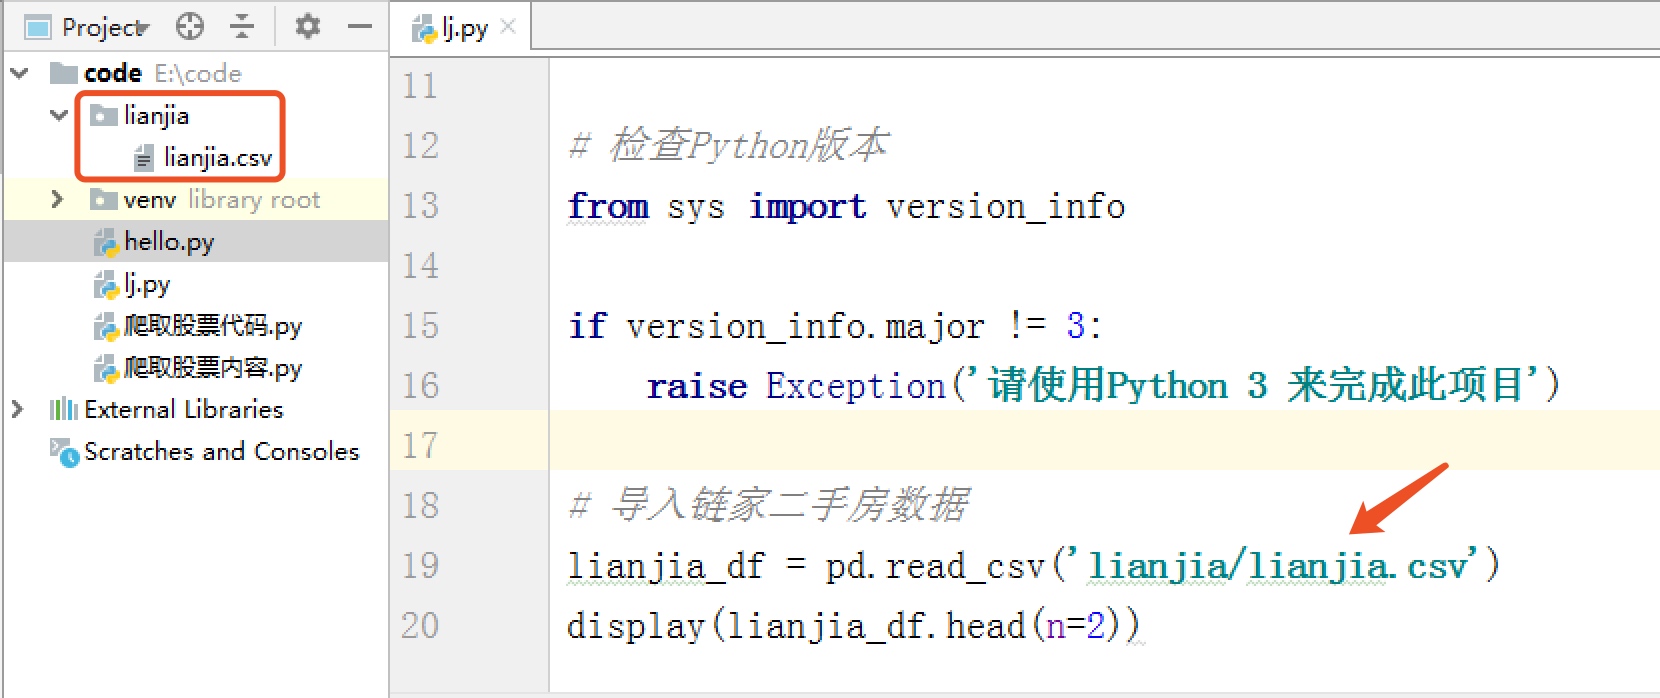 Project
code E:\code
lianjia
lianjia.csv
venv library root
hello.py
lj.py
爬取股票代码.py
爬取股票内容.py
External Libraries
Scratches and Consoles
lj.py
11
12 # 检查Python版本
13 from sys import version_info
14
15 if version_info.major != 3:
16 raise Exception('请使用Python 3 来完成此项目')
17
18 # 导入链家二手房数据
19 lianjia_df = pd.read_csv('lianjia/lianjia.csv')
20 display(lianjia_df.head(n=2))